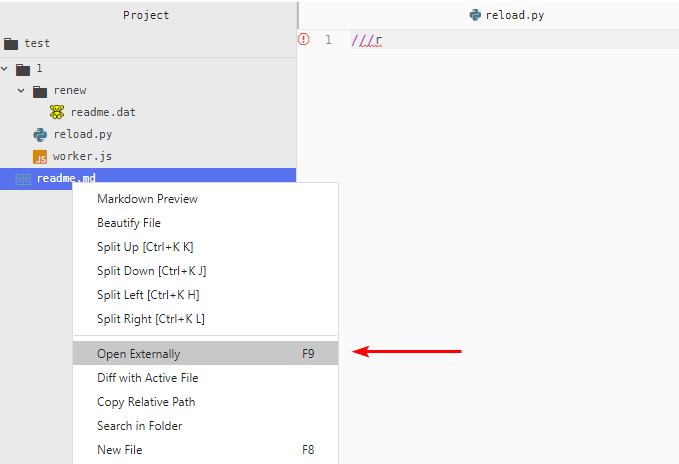 Project
reload.py
test
1 ///r
1
renew
readme.dat
reload.py
JS worker.js
readme.md
Markdown Preview
Beautify File
Split Up [Ctrl+K K]
Split Down [Ctrl+K J]
Split Left [Ctrl+K H]
Split Right [Ctrl+K L]
Open Externally F9
Diff with Active File
Copy Relative Path
Search in Folder
New File F8